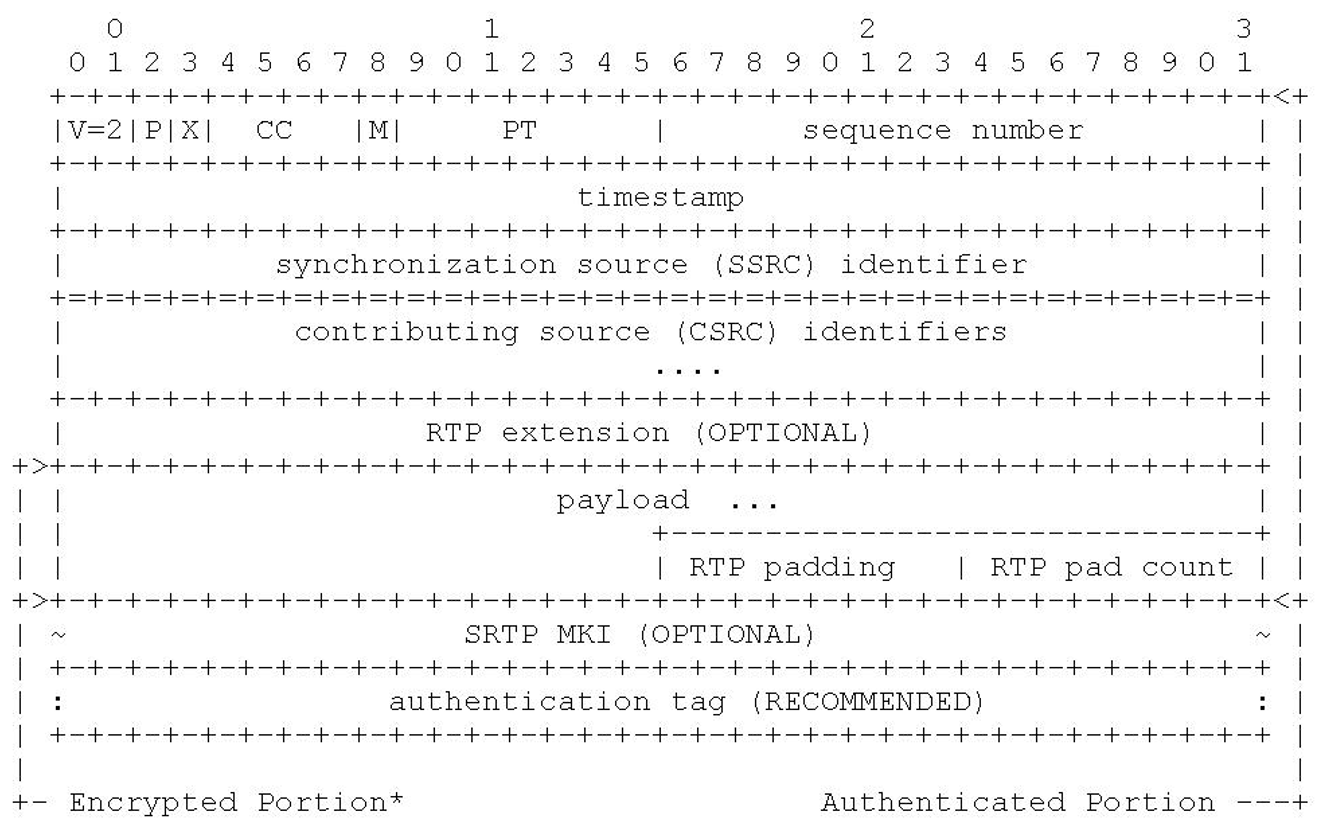 0 1 2 3
0 1 2 3 4 5 6 7 8 9 0 1 2 3 4 5 6 7 8 9 0 1 2 3 4 5 6 7 8 9 0 1
+-+-+-+-+-+-+-+-+-+-+-+-+-+-+-+-+-+-+-+-+-+-+-+-+-+-+-+-+-+-+-+-+<+
|V=2|P|X| CC |M| PT | sequence number | |
+-+-+-+-+-+-+-+-+-+-+-+-+-+-+-+-+-+-+-+-+-+-+-+-+-+-+-+-+-+-+-+-+ |
| timestamp | |
+-+-+-+-+-+-+-+-+-+-+-+-+-+-+-+-+-+-+-+-+-+-+-+-+-+-+-+-+-+-+-+-+ |
| synchronization source (SSRC) identifier | |
+=+=+=+=+=+=+=+=+=+=+=+=+=+=+=+=+=+=+=+=+=+=+=+=+=+=+=+=+=+=+=+=+ |
| contributing source (CSRC) identifiers | |
| .... | |
+-+-+-+-+-+-+-+-+-+-+-+-+-+-+-+-+-+-+-+-+-+-+-+-+-+-+-+-+-+-+-+-+ |
| RTP extension (OPTIONAL) | |
+>+-+-+-+-+-+-+-+-+-+-+-+-+-+-+-+-+-+-+-+-+-+-+-+-+-+-+-+-+-+-+-+-+ |
| | payload ... | |
| | +-------------------------------+ |
| | | RTP padding | RTP pad count | |
+>+-+-+-+-+-+-+-+-+-+-+-+-+-+-+-+-+-+-+-+-+-+-+-+-+-+-+-+-+-+-+-+-+<+
| ~ SRTP MKI (OPTIONAL) ~ |
| +-+-+-+-+-+-+-+-+-+-+-+-+-+-+-+-+-+-+-+-+-+-+-+-+-+-+-+-+-+-+-+-+ |
| : authentication tag (RECOMMENDED) : |
| +-+-+-+-+-+-+-+-+-+-+-+-+-+-+-+-+-+-+-+-+-+-+-+-+-+-+-+-+-+-+-+-+ |
| |
+- Encrypted Portion* Authenticated Portion ---+